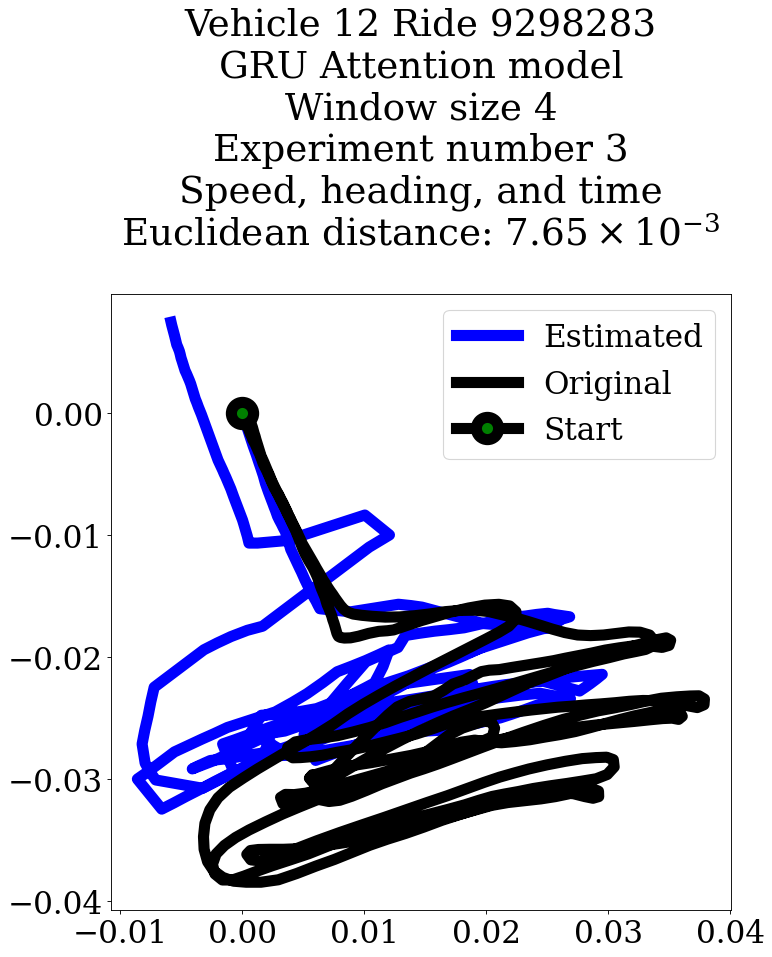 Vehicle 12 Ride 9298283
GRU Attention model
Window size 4
Experiment number 3
Speed, heading, and time
Euclidean distance: 7.65 × 10⁻³
Estimated
Original
Start
0.00
−0.01
−0.02
−0.03
−0.04
−0.01 0.00 0.01 0.02 0.03 0.04